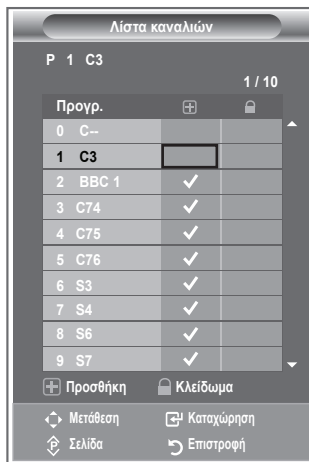 Λίστα καναλιών
P 1 C3
1 / 10
Προγρ.
0 C--
1 C3
2 BBC 1
3 C74
4 C75
5 C76
6 S3
7 S4
8 S6
9 S7
Προσθήκη Κλείδωμα
Μετάθεση Καταχώρηση
Σελίδα Επιστροφή